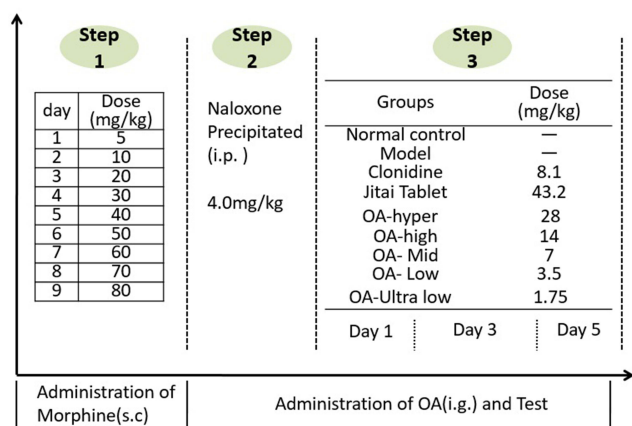 Step
1
day Dose
(mg/kg)
1 5
2 10
3 20
4 30
5 40
6 50
7 60
8 70
9 80
Step
2
Naloxone
Precipitated
(i.p. )
4.0mg/kg
Step
3
Groups Dose
(mg/kg)
Normal control —
Model —
Clonidine 8.1
Jitai Tablet 43.2
OA-hyper 28
OA-high 14
OA- Mid 7
OA- Low 3.5
OA-Ultra low 1.75
Day 1 Day 3 Day 5
Administration of
Morphine(s.c)
Administration of OA(i.g.) and Test